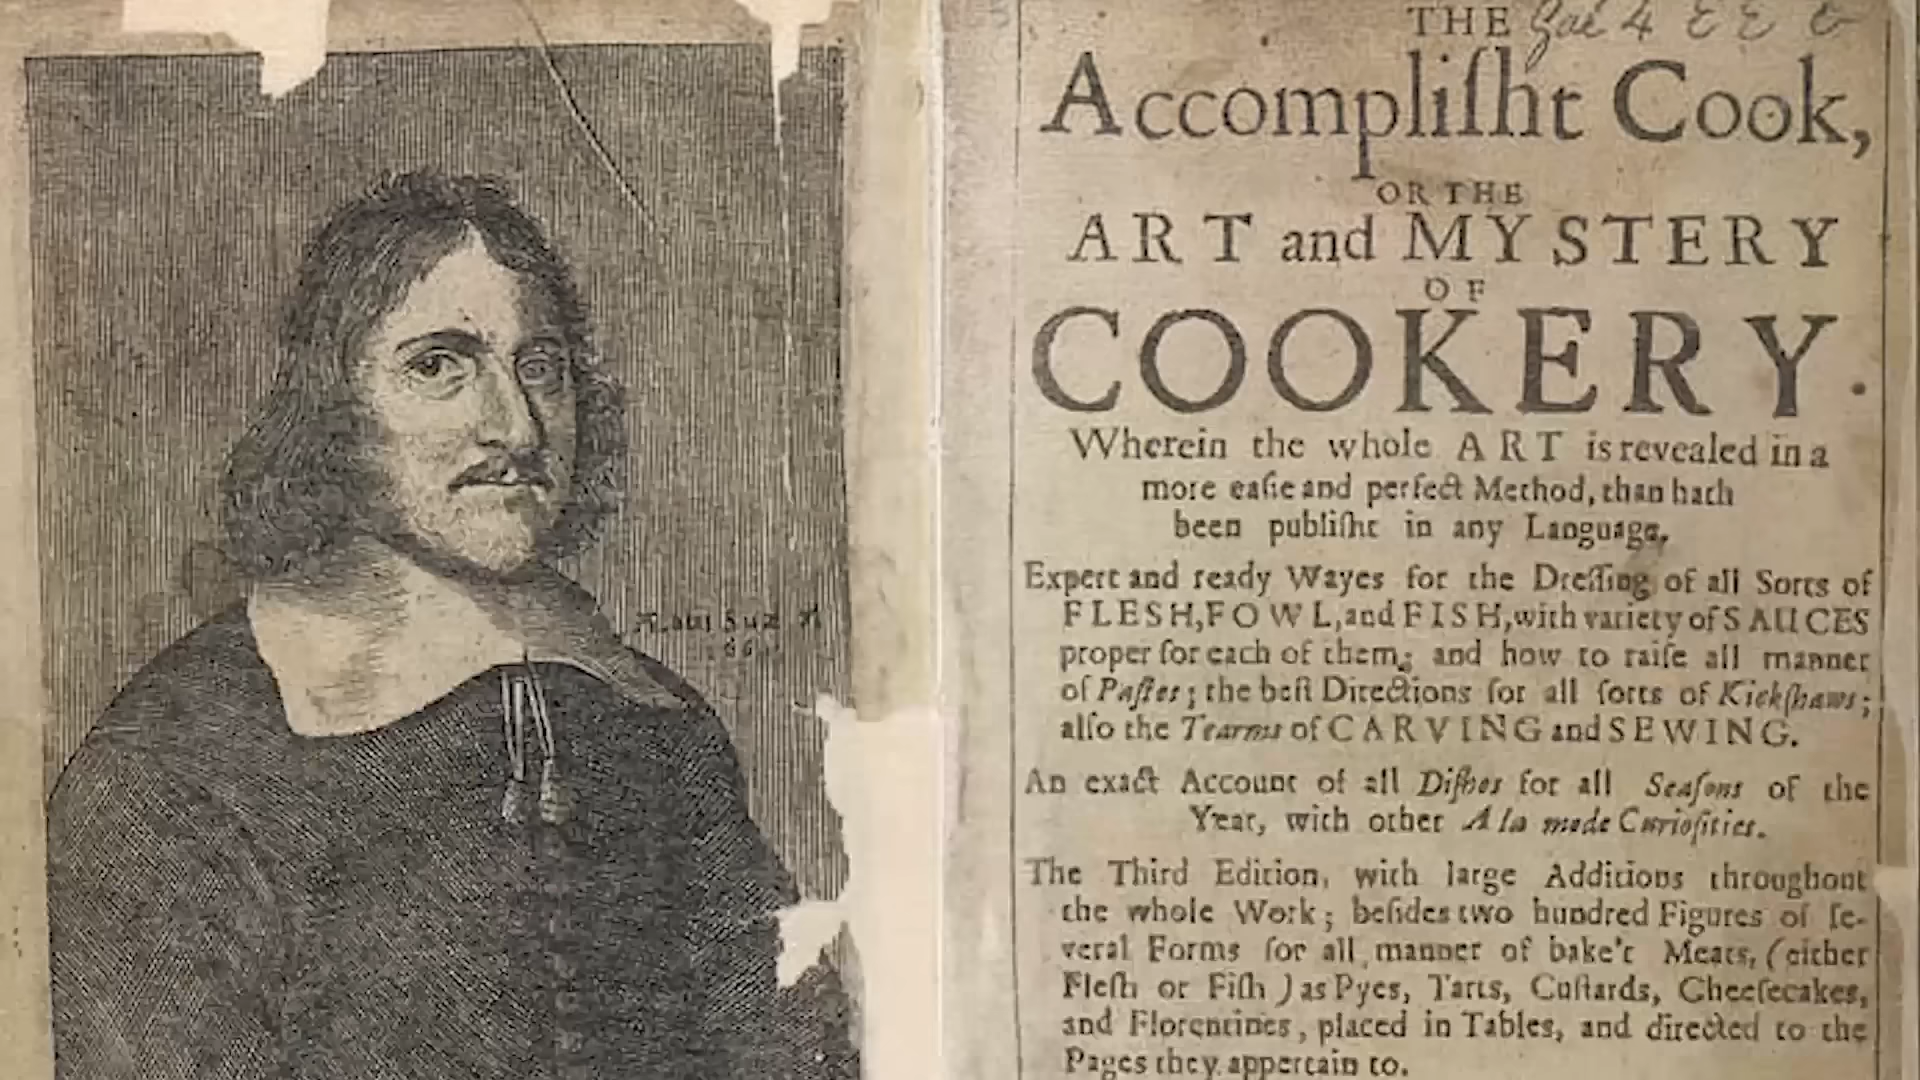 THE
Accompliſht Cook,
OR THE
ART and MYSTERY
OF
COOKERY.
Wherein the whole ART is revealed in a
more eaſie and perfect Method, than hath
been publiſht in any Language.
Expert and ready Wayes for the Dreſſing of all Sorts of
FLESH, FOWL, and FISH, with variety of SAUCES
proper for each of them; and how to raiſe all manner
of Paſtes; the beſt Directions for all ſorts of Kickſhaws;
alſo the Tearms of CARVING and SEWING.
An exact Account of all Diſhes for all Seaſons of the
Year, with other A la mode Curioſities.
The Third Edition, with large Additions throughout
the whole Work; beſides two hundred Figures of ſe-
veral Forms for all manner of bake't Meats, (either
Fleſh or Fiſh) as Pyes, Tarts, Cuſtards, Cheeſecakes,
and Florentines, placed in Tables, and directed to the
Pages they appertain to.